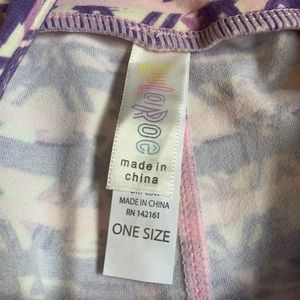 LuLaRoe
made in
china
MADE IN CHINA
RN 142161
ONE SIZE